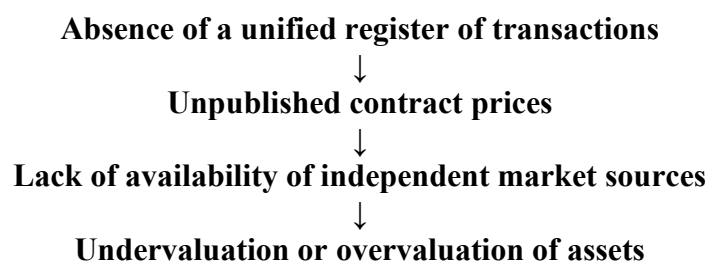 Absence of a unified register of transactions
↓
Unpublished contract prices
↓
Lack of availability of independent market sources
↓
Undervaluation or overvaluation of assets